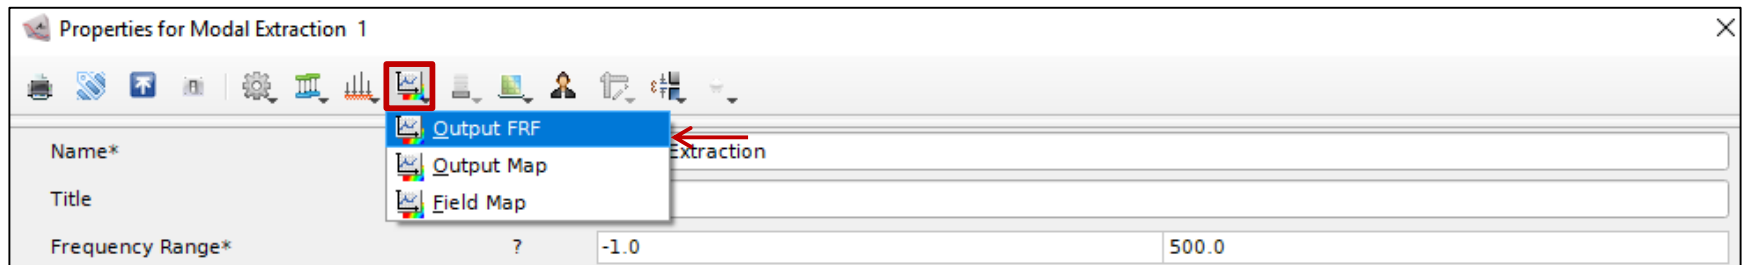 Properties for Modal Extraction 1
Output FRF
Name*
Extraction
Output Map
Title
Field Map
Frequency Range*
?
-1.0
500.0